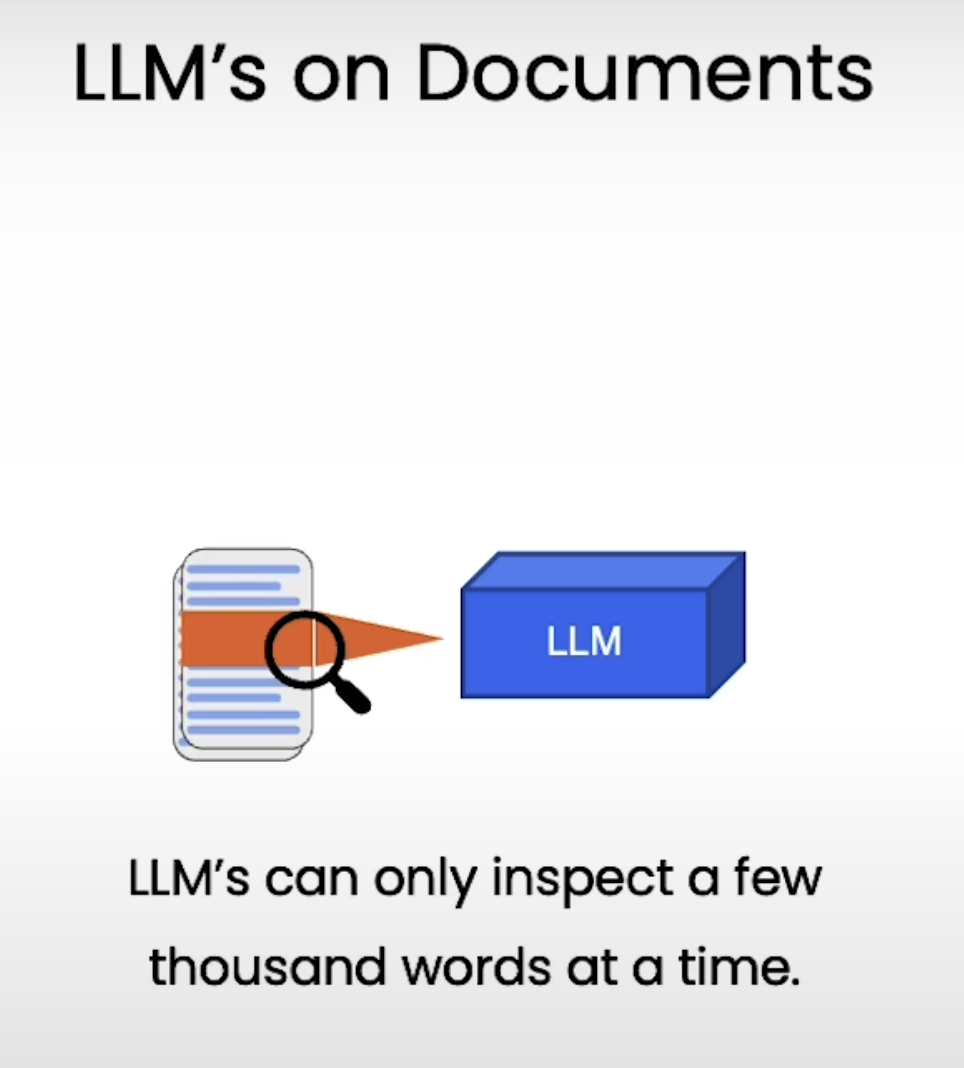 LLM’s on Documents
LLM
LLM’s can only inspect a few
thousand words at a time.